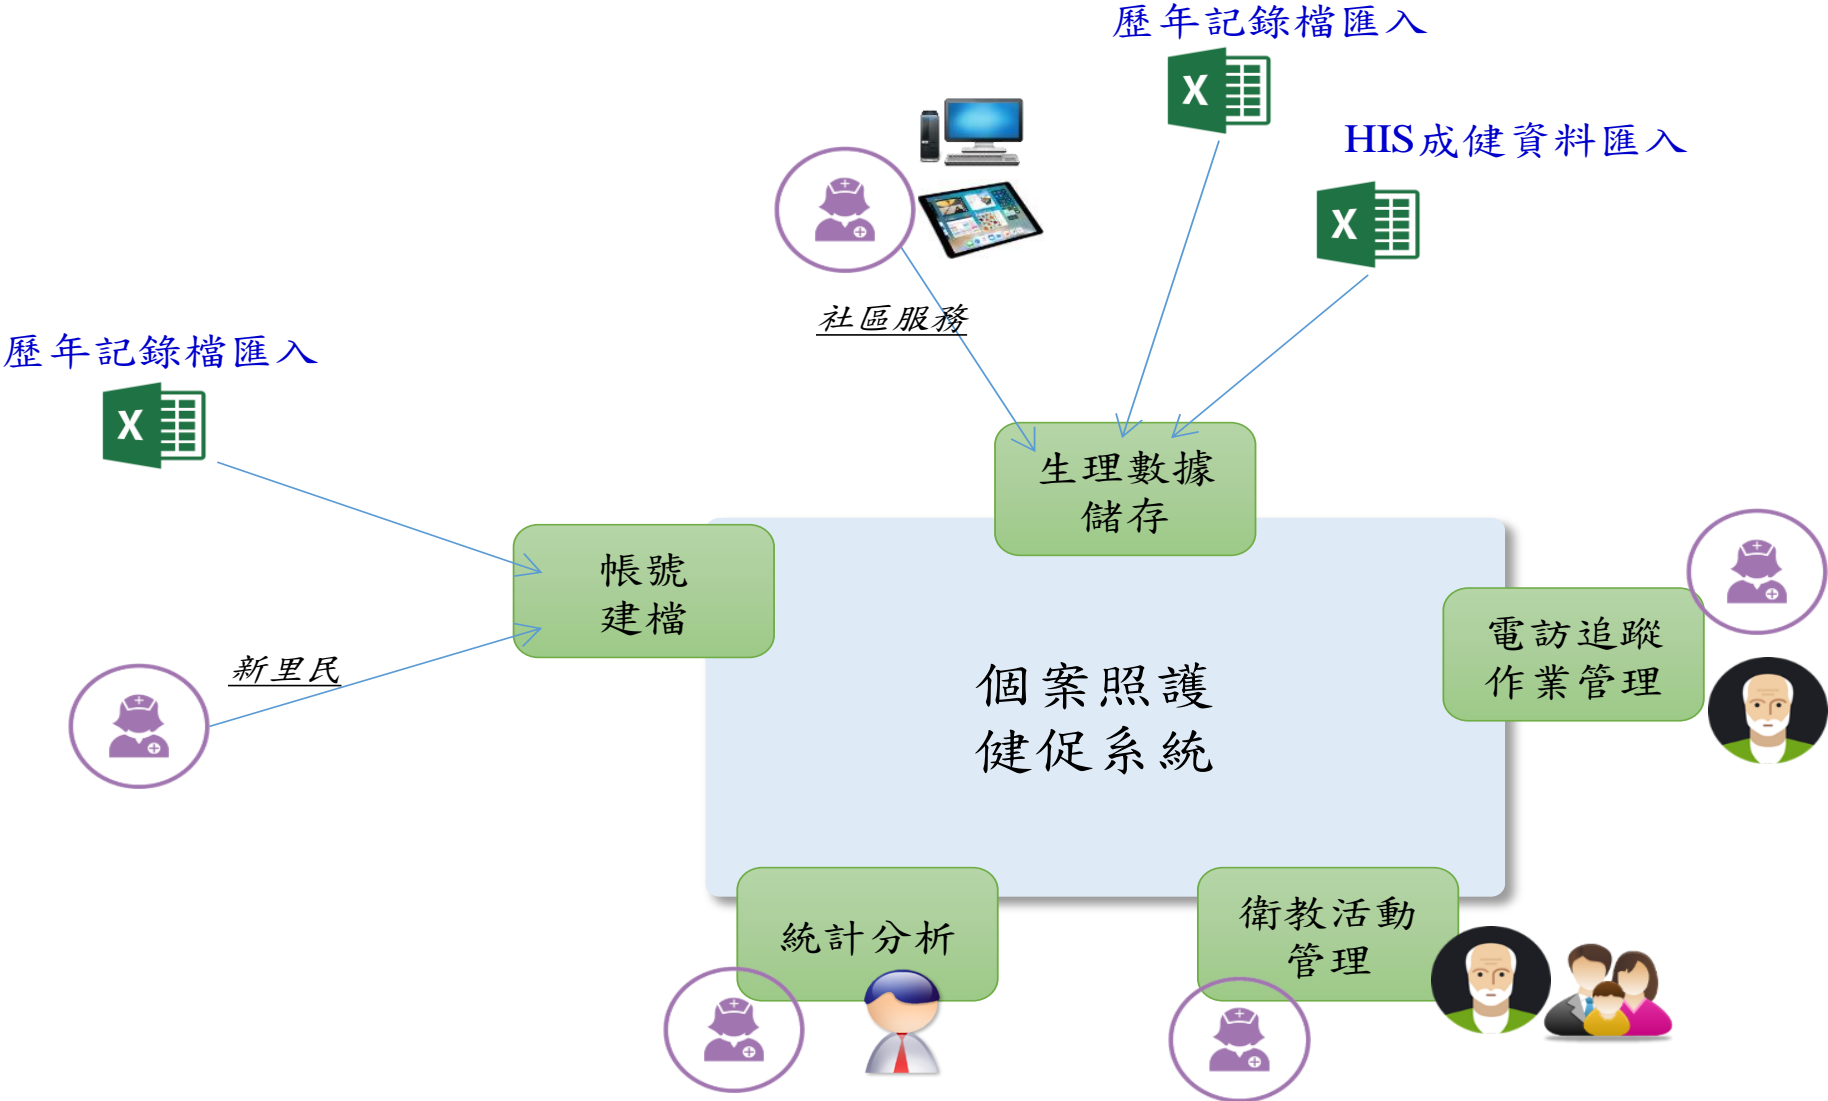 歷年記錄檔匯入
HIS成健資料匯入
社區服務
歷年記錄檔匯入
生理數據
儲存
帳號
建檔
新里民
電訪追蹤
作業管理
個案照護
健促系統
統計分析
衛教活動
管理